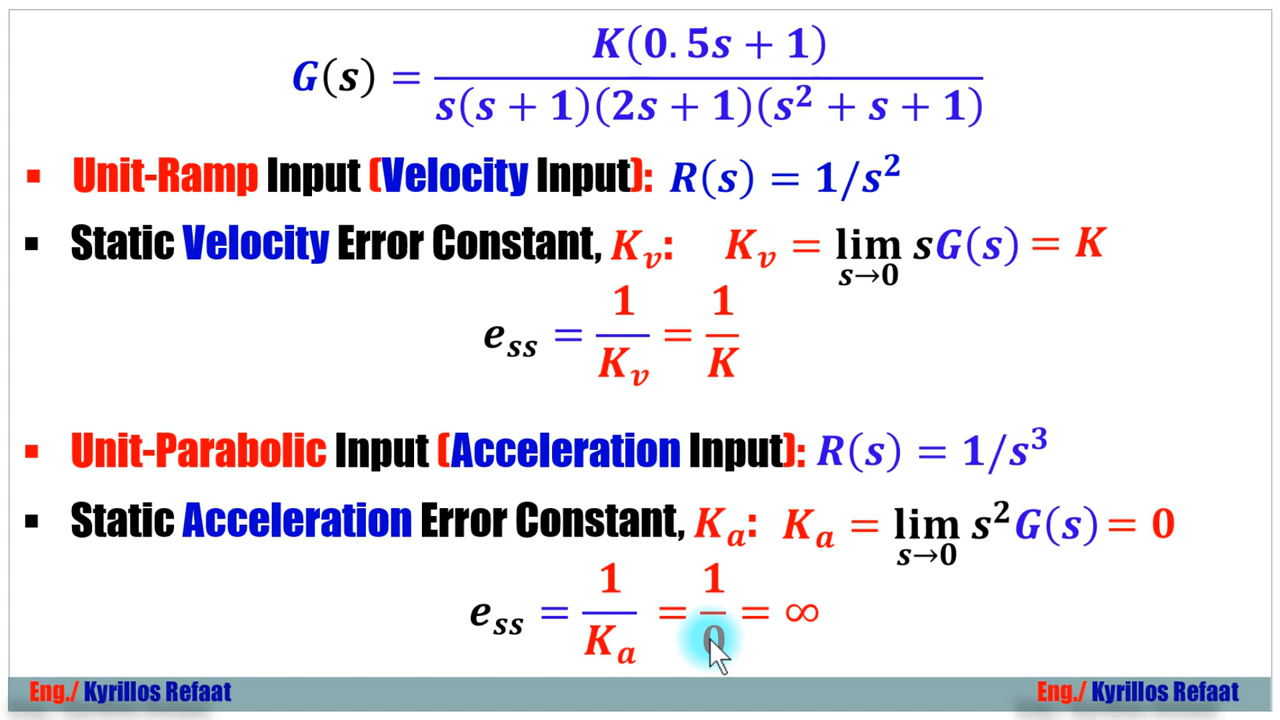 G(s) = K(0.5s + 1) / s(s + 1)(2s + 1)(s² + s + 1)
▪ Unit-Ramp Input (Velocity Input): R(s) = 1/s²
▪ Static Velocity Error Constant, Kᵥ: Kᵥ = lim s→0 sG(s) = K
eₛₛ = 1/Kᵥ = 1/K
▪ Unit-Parabolic Input (Acceleration Input): R(s) = 1/s³
▪ Static Acceleration Error Constant, Kₐ: Kₐ = lim s→0 s²G(s) = 0
eₛₛ = 1/Kₐ = 1/0 = ∞
Eng./ Kyrillos Refaat
Eng./ Kyrillos Refaat